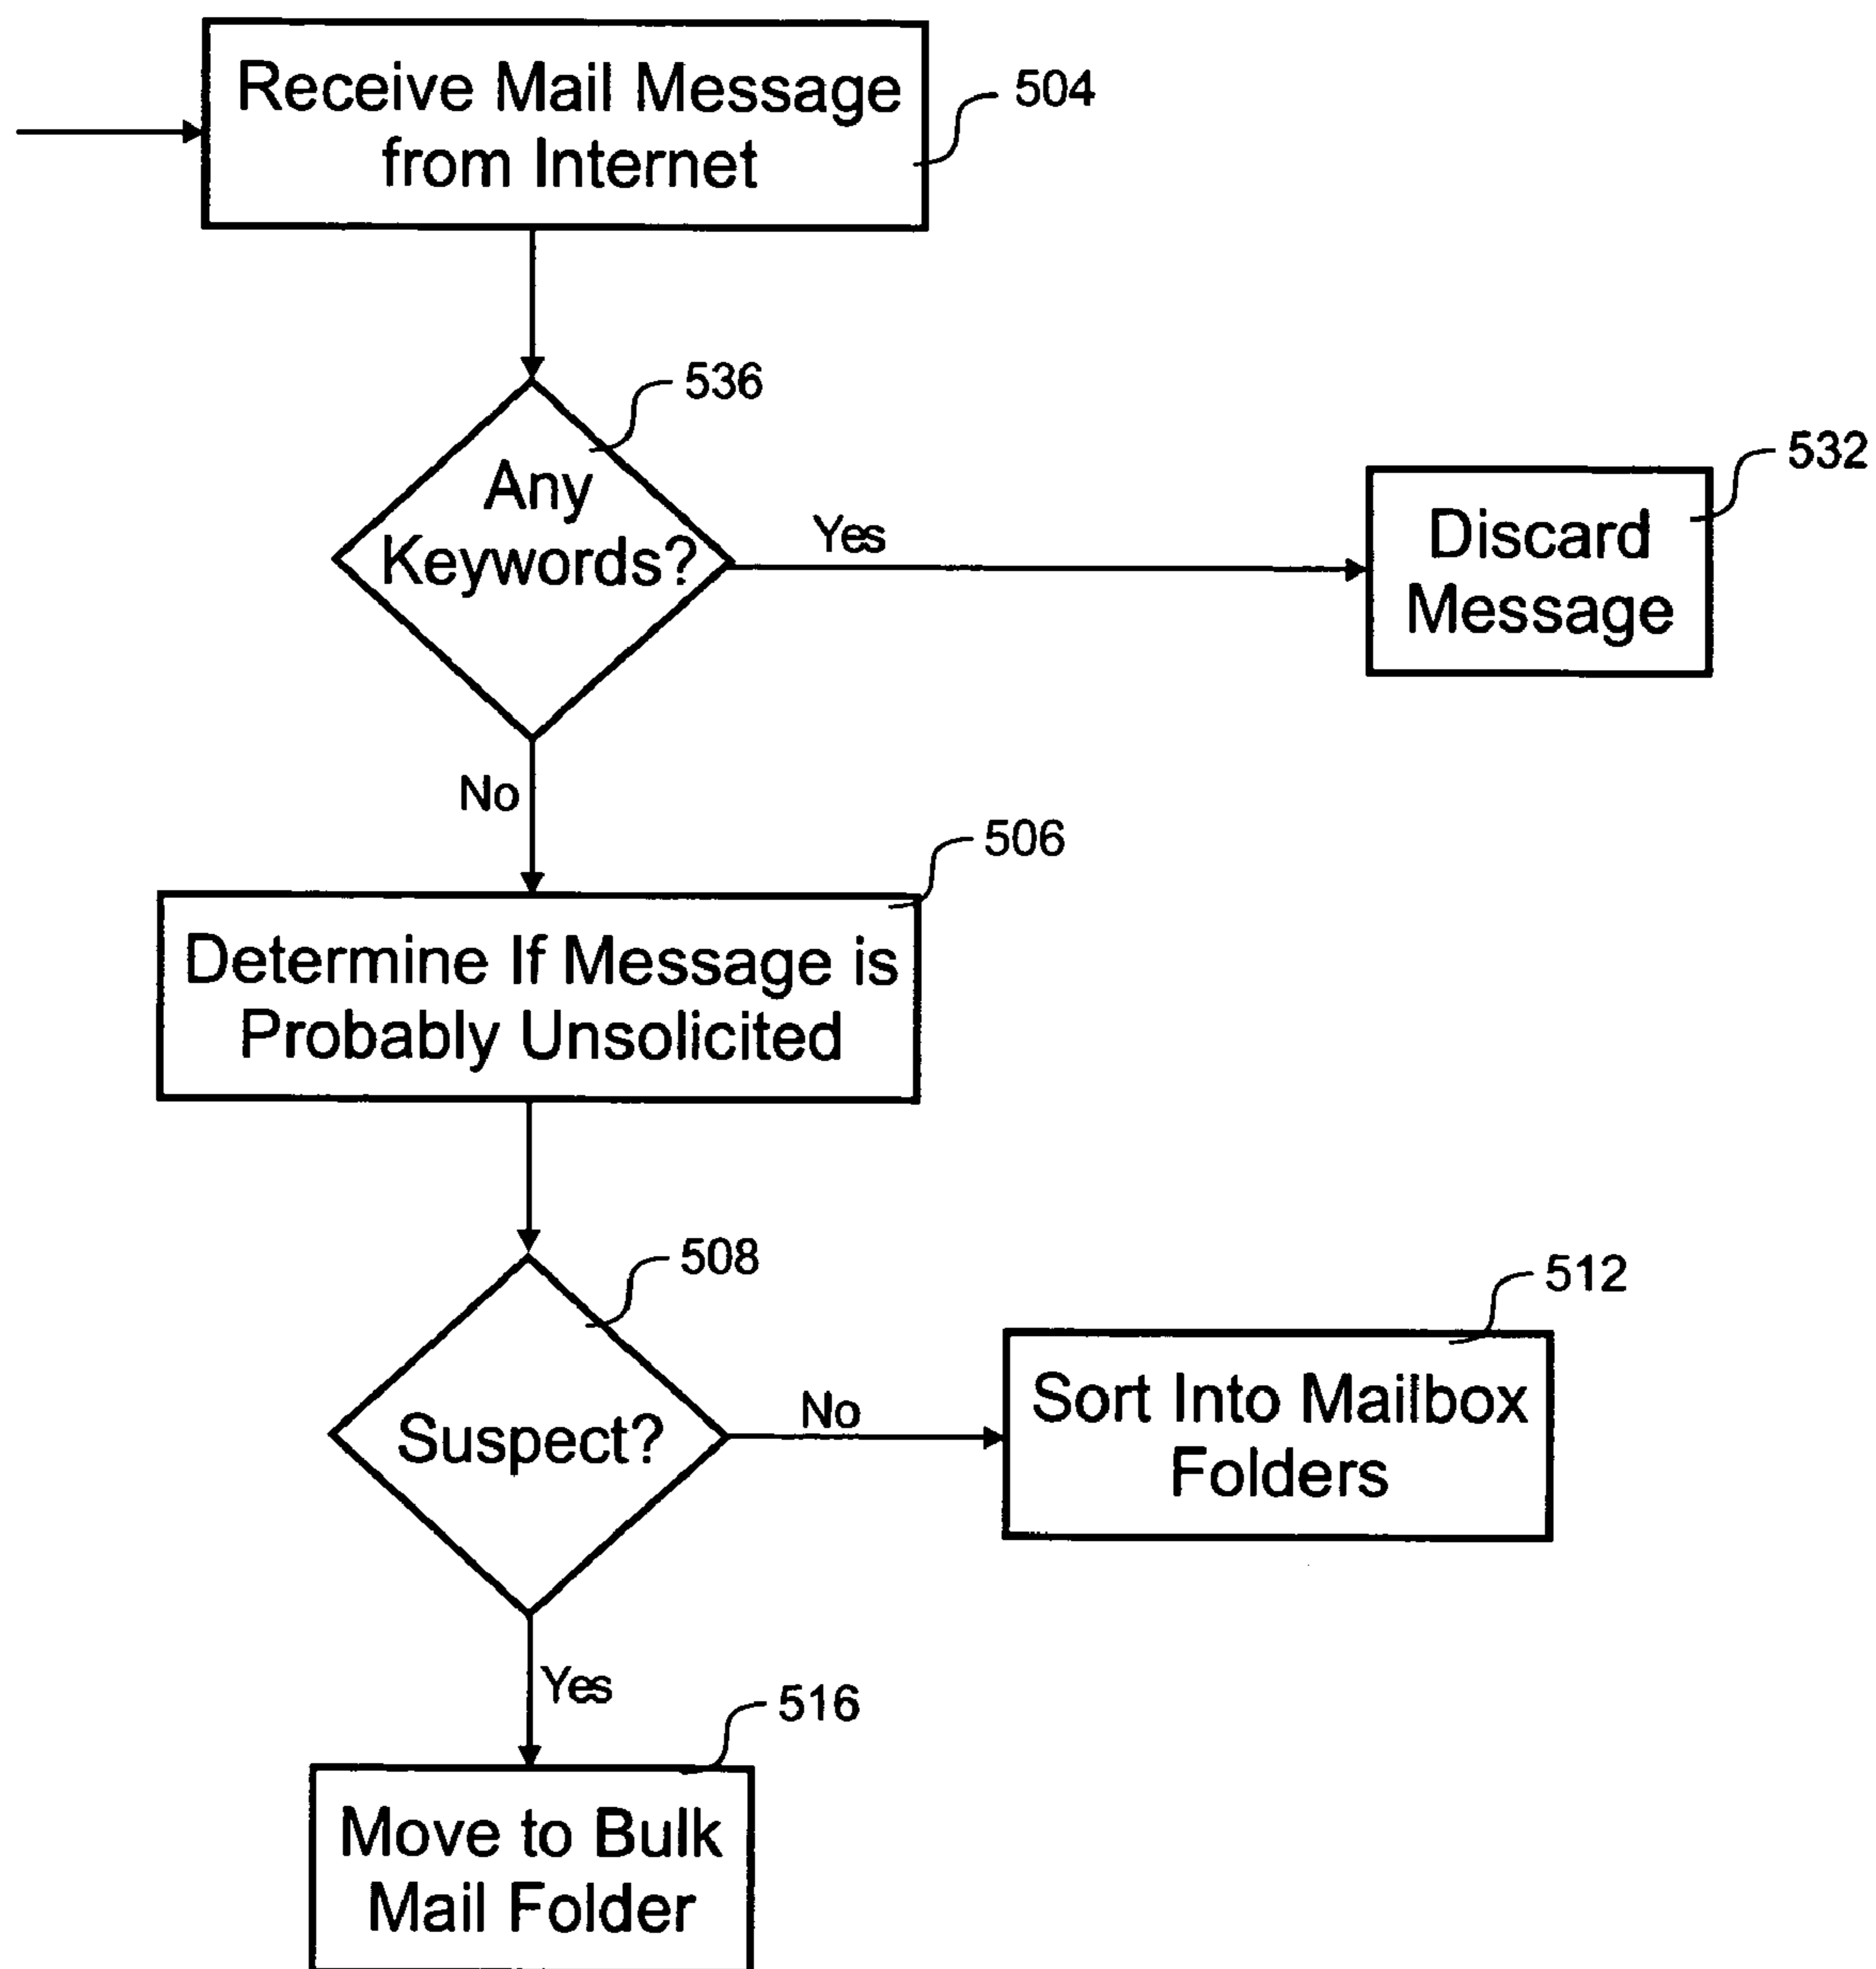 Receive Mail Message
from Internet
504
536
Any
Keywords?
Yes
532
Discard
Message
No
506
Determine If Message is
Probably Unsolicited
508
Suspect?
No
512
Sort Into Mailbox
Folders
Yes
516
Move to Bulk
Mail Folder